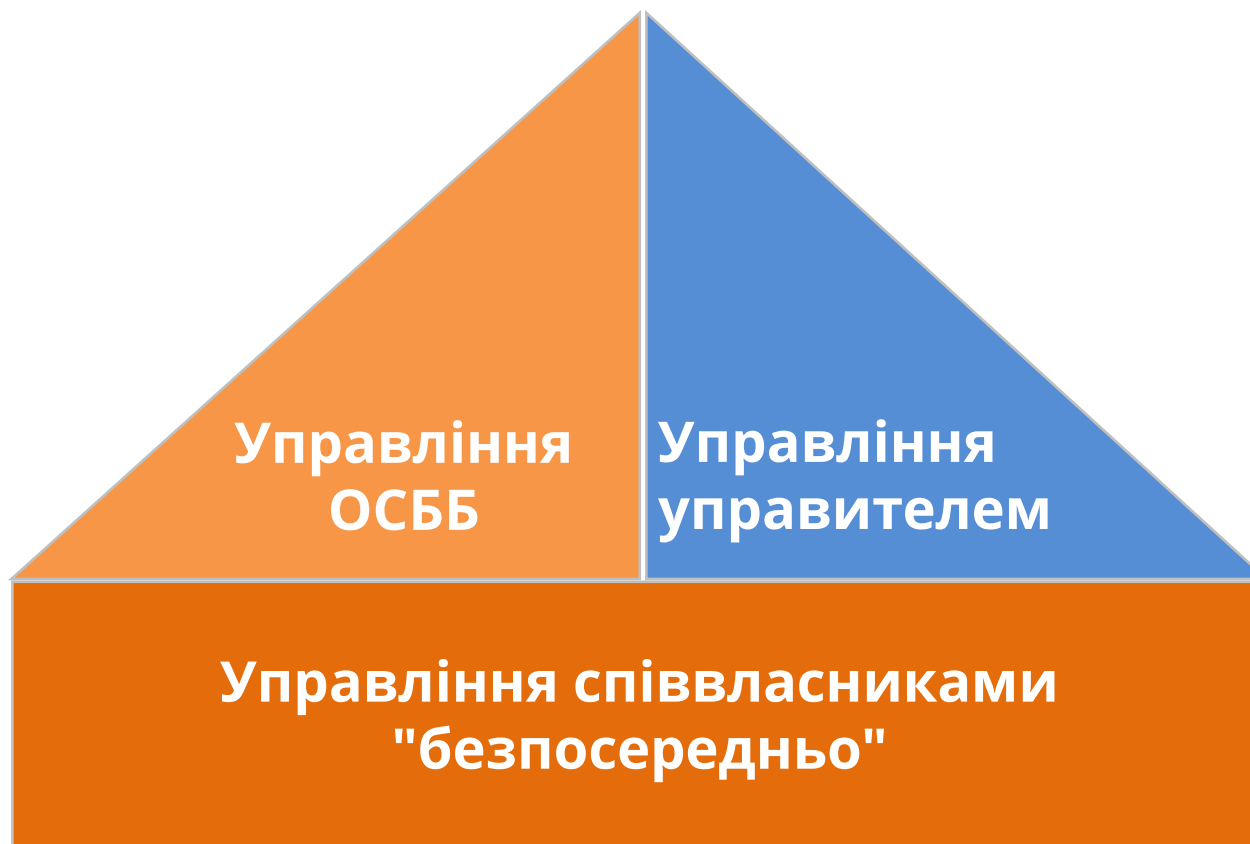 Управління
ОСББ
Управління
управителем
Управління співвласниками
"безпосередньо"